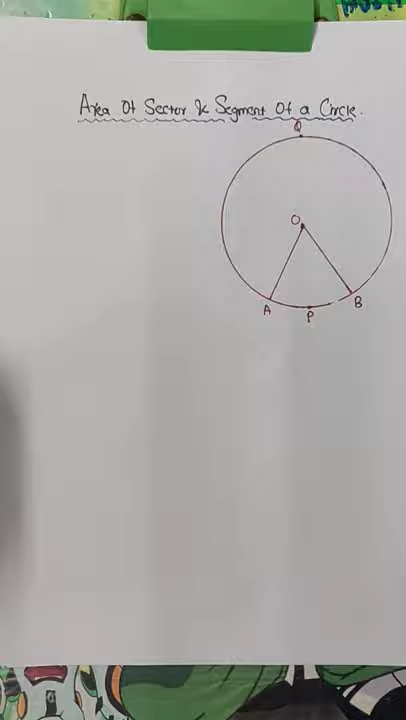 Area Of Sector & Segment Of a Circle.
Q
O
A
P
B